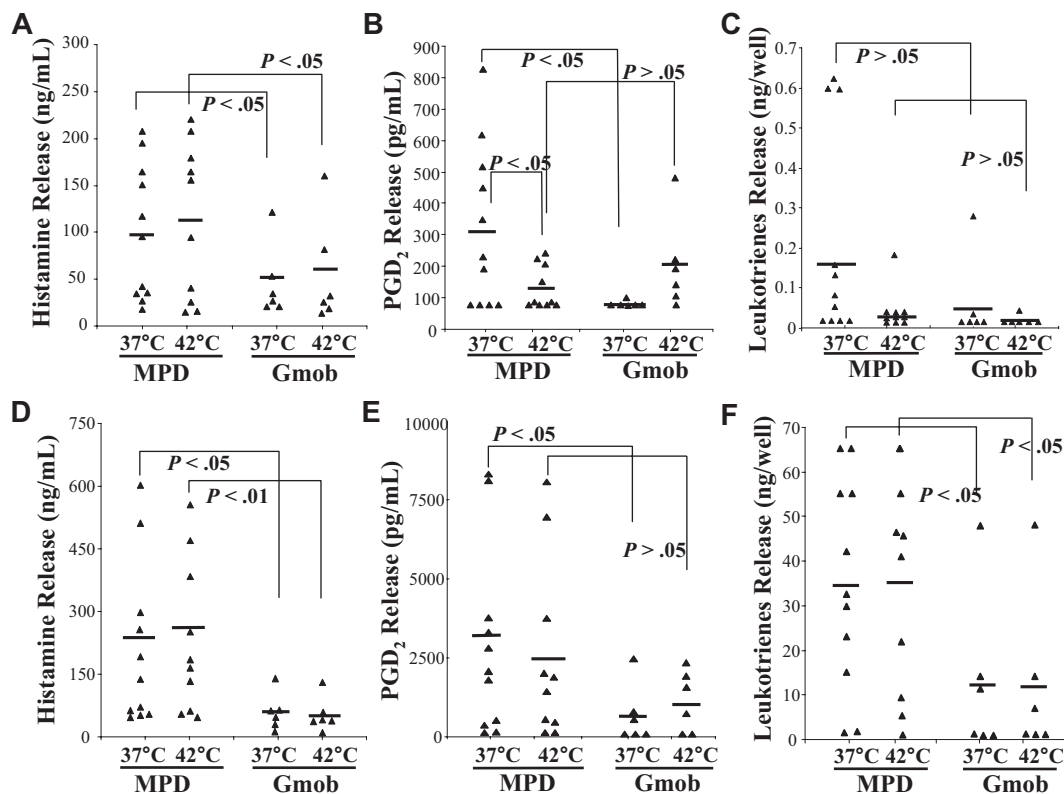 A
Histamine Release (ng/mL)
300
250
200
150
100
50
0
P < .05
P < .05
37°C 42°C 37°C 42°C
MPD Gmob
B
PGD2 Release (pg/mL)
900
800
700
600
500
400
300
200
100
0
P < .05
P > .05
P < .05
37°C 42°C 37°C 42°C
MPD Gmob
C
Leukotrienes Release (ng/well)
0.7
0.6
0.5
0.4
0.3
0.2
0.1
0
P > .05
P > .05
37°C 42°C 37°C 42°C
MPD Gmob
D
Histamine Release (ng/mL)
750
600
450
300
150
0
P < .05
P < .01
37°C 42°C 37°C 42°C
MPD Gmob
E
PGD2 Release (pg/mL)
10000
7500
5000
2500
0
P < .05
P > .05
37°C 42°C 37°C 42°C
MPD Gmob
F
Leukotrienes Release (ng/well)
70
60
50
40
30
20
10
0
P < .05
P < .05
37°C 42°C 37°C 42°C
MPD Gmob